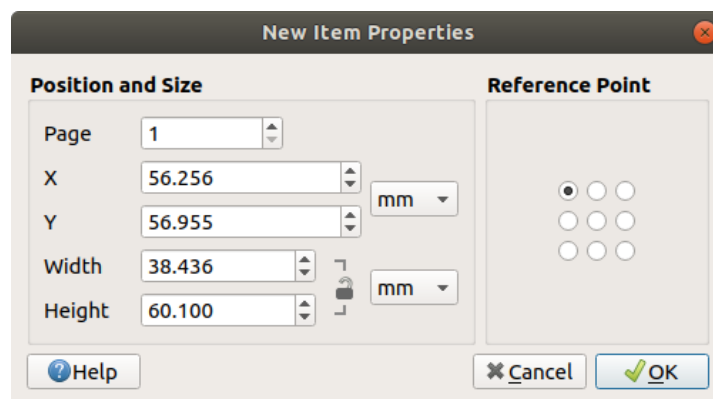 New Item Properties
Position and Size
Reference Point
Page 1
X 56.256
mm
Y 56.955
Width 38.436
mm
Height 60.100
Help
Cancel
OK